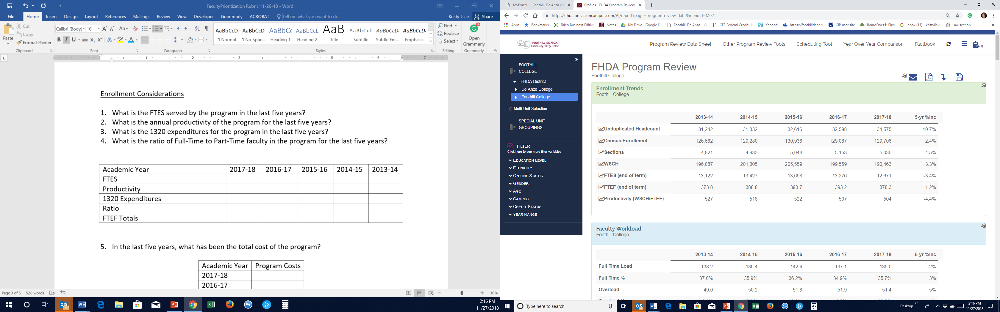 FacultyPrioritization Rubric 11-26-18 - Word
File Home Insert Design Layout References Mailings Review View Developer Grammarly ACROBAT Tell me what you want to do... Kristy Lisle Share
Paste
Cut
Copy
Format Painter
Clipboard
Calibri (Body) 10
Font
Paragraph
AaBbCcD AaBbCcD AaBbCc AaBbCcE AaB AaBbCcD AaBbCcD AaBbCcD
¶ Normal ¶ No Spac... Heading 1 Heading 2 Title Subtitle Subtle Em... Emphasis
Styles
Find
Replace
Select
Editing
Open
Grammarly
Grammarly
1 1 2 3 4 5 6 7
Enrollment Considerations
1. What is the FTES served by the program in the last five years?
2. What is the annual productivity of the program for the last five years?
3. What is the 1320 expenditures for the program in the last five years?
4. What is the ratio of Full-Time to Part-Time faculty in the program for the last five years?
Academic Year 2017-18 2016-17 2015-16 2014-15 2013-14
FTES
Productivity
1320 Expenditures
Ratio
FTEF Totals
5. In the last five years, what has been the total cost of the program?
Academic Year Program Costs
2017-18
2016-17
Page 3 of 5 528 words 130%
2:16 PM
11/27/2018
MyPortal — Foothill-De Anza Co
Profiles - FHDA Program Review
https://fhda.precisioncampus.com/#!/report?page=program-review-data&menuid=M02
Apps Bookmarks Taleo Business Editio Notes My Drive - Google D Foothill-De Anza – C CFE Federal Credit U Kahoot! https://foothilldeanz CIP user site BoardDocs® Plus Inbox (11) - kristylisle Law section
FOOTHILL-DE ANZA
Community College District
Program Review Data Sheet Other Program Review Tools Scheduling Tool Year Over Year Comparison Factbook 0
FOOTHILL
COLLEGE
FHDA District
De Anza College
Foothill College
Multi-Unit Selection
SPECIAL UNIT
GROUPINGS
FILTER
Click here to see more filter variables
EDUCATION LEVEL
ETHNICITY
ON-LINE STATUS
GENDER
AGE
CAMPUS
CREDIT STATUS
YEAR RANGE
FHDA Program Review
Foothill College
Enrollment Trends
Foothill College
2013-14 2014-15 2015-16 2016-17 2017-18 5-yr %Inc
Unduplicated Headcount 31,242 31,332 32,616 32,598 34,575 10.7%
Census Enrollment 126,662 129,280 130,936 129,087 129,706 2.4%
Sections 4,821 4,933 5,044 5,153 5,036 4.5%
WSCH 196,887 201,305 205,559 199,559 190,463 -3.3%
FTES (end of term) 13,122 13,427 13,698 13,276 12,671 -3.4%
FTEF (end of term) 373.8 388.8 393.7 393.2 378.3 1.2%
Productivity (WSCH/FTEF) 527 518 522 507 504 -4.4%
Faculty Workload
Foothill College
2013-14 2014-15 2015-16 2016-17 2017-18 5-yr %Inc
Full Time Load 138.2 139.4 142.4 137.1 135.0 -2%
Full Time % 37.0% 35.9% 36.2% 34.9% 35.7% -3%
Overload 49.0 50.2 51.8 51.9 51.4 5%
Type here to search
Desktop
2:16 PM
11/27/2018